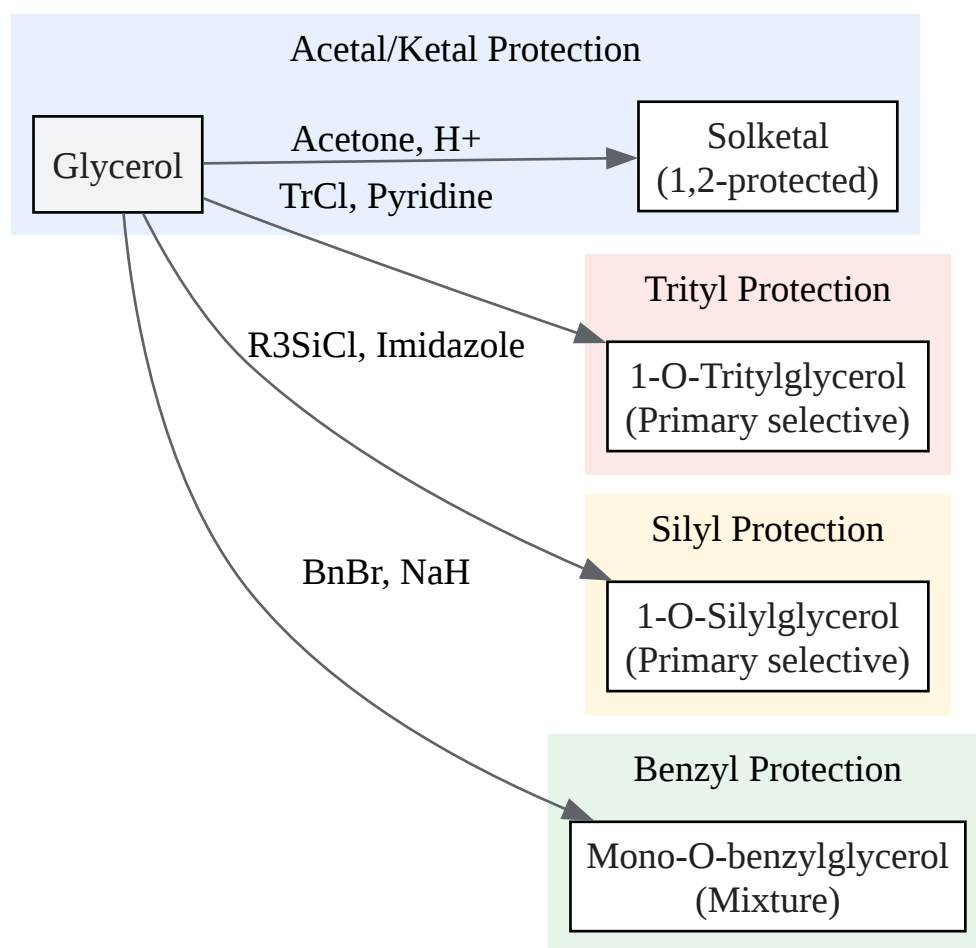 Acetal/Ketal Protection
Glycerol
Acetone, H+
Solketal
(1,2-protected)
TrCl, Pyridine
Trityl Protection
1-O-Tritylglycerol
(Primary selective)
R3SiCl, Imidazole
Silyl Protection
1-O-Silylglycerol
(Primary selective)
BnBr, NaH
Benzyl Protection
Mono-O-benzylglycerol
(Mixture)